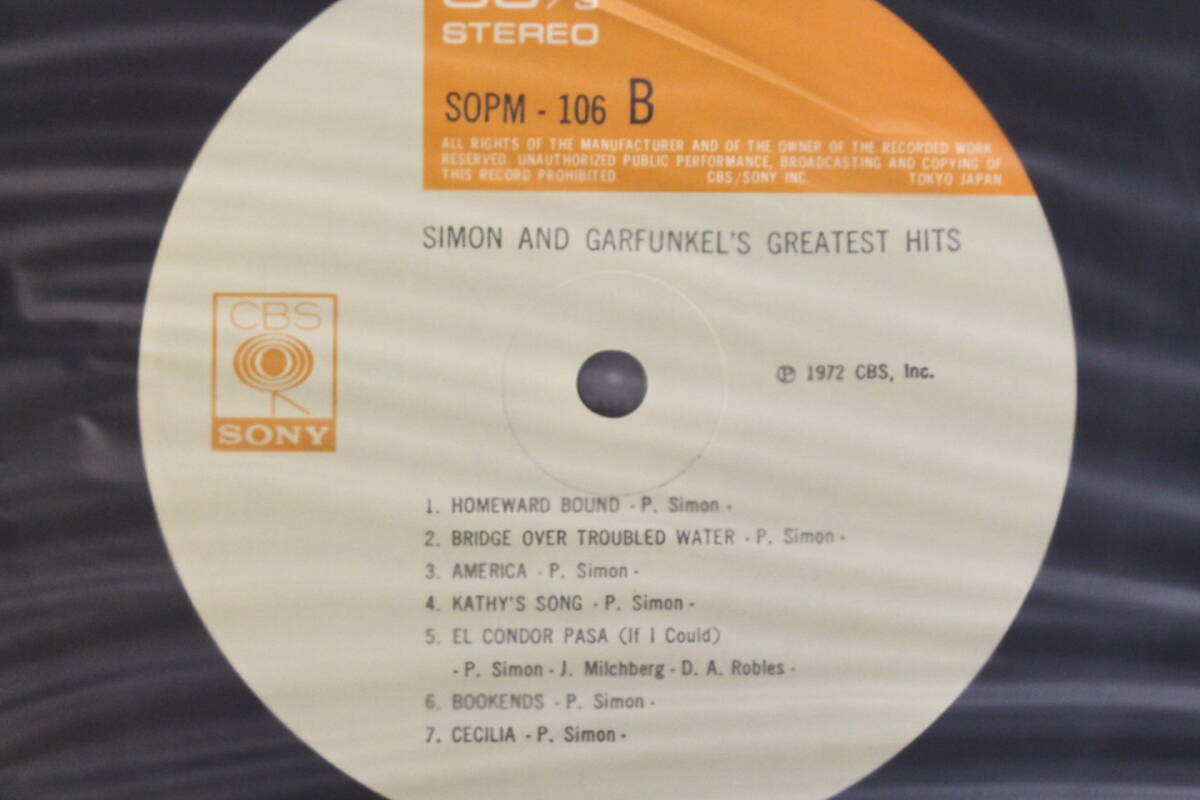 STEREO
SOPM - 106 B
ALL RIGHTS OF THE MANUFACTURER AND OF THE OWNER OF THE RECORDED WORK
RESERVED. UNAUTHORIZED PUBLIC PERFORMANCE, BROADCASTING AND COPYING OF
THIS RECORD PROHIBITED. CBS/SONY INC. TOKYO JAPAN
SIMON AND GARFUNKEL'S GREATEST HITS
CBS
SONY
℗ 1972 CBS, Inc.
1. HOMEWARD BOUND - P. Simon -
2. BRIDGE OVER TROUBLED WATER - P. Simon -
3. AMERICA - P. Simon -
4. KATHY'S SONG - P. Simon -
5. EL CONDOR PASA (If I Could)
- P. Simon - J. Milchberg - D. A. Robles -
6. BOOKENDS - P. Simon -
7. CECILIA - P. Simon -